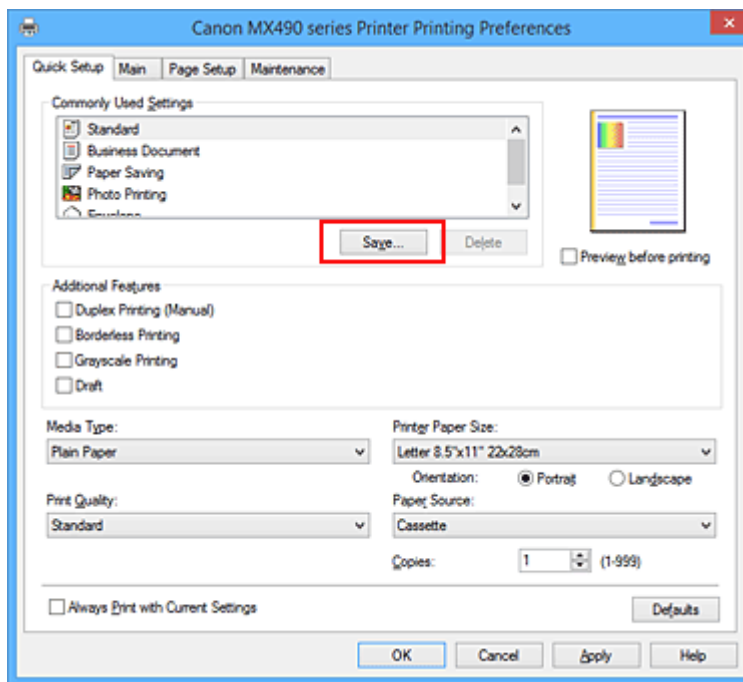 Canon MX490 series Printer Printing Preferences
Quick Setup Main Page Setup Maintenance
Commonly Used Settings
Standard
Business Document
Paper Saving
Photo Printing
Envelope
Save... Delete
Preview before printing
Additional Features
Duplex Printing (Manual)
Borderless Printing
Grayscale Printing
Draft
Media Type:
Plain Paper
Printer Paper Size:
Letter 8.5"x11" 22x28cm
Orientation: Portrait Landscape
Print Quality:
Standard
Paper Source:
Cassette
Copies: 1 (1-999)
Always Print with Current Settings
Defaults
OK Cancel Apply Help